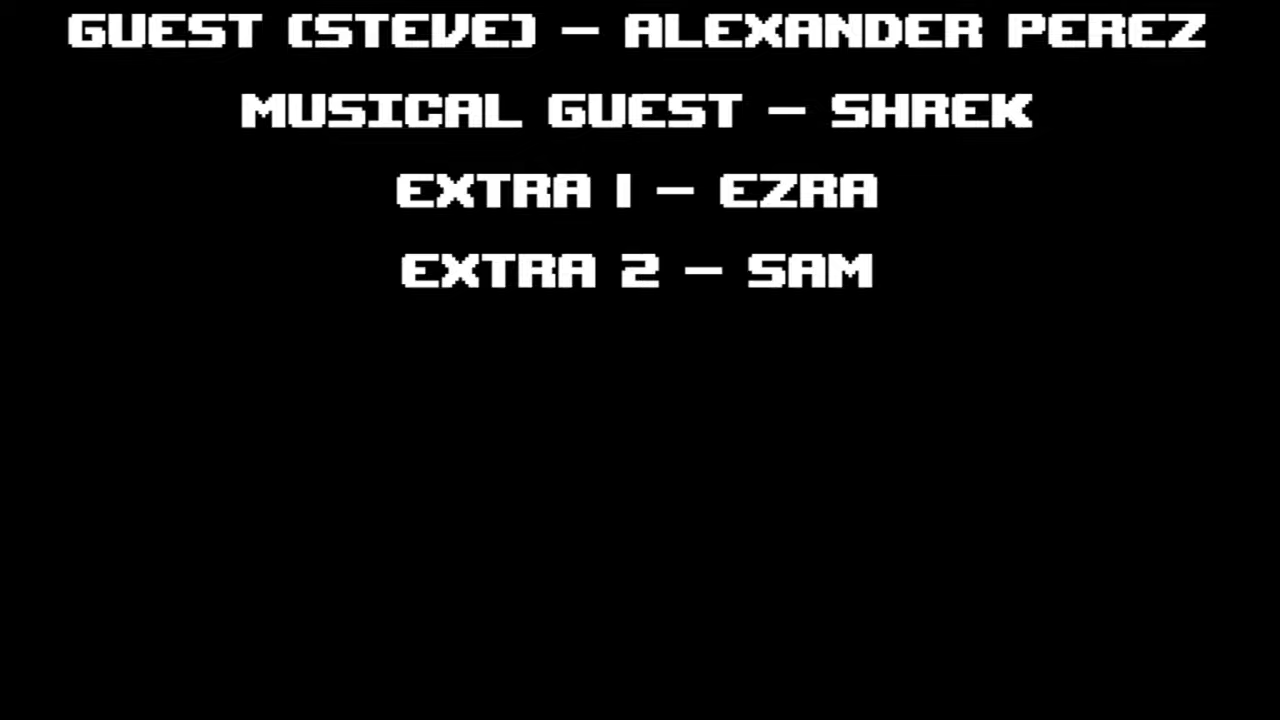 GUEST (STEVE) – ALEXANDER PEREZ
MUSICAL GUEST – SHREK
EXTRA 1 – EZRA
EXTRA 2 – SAM